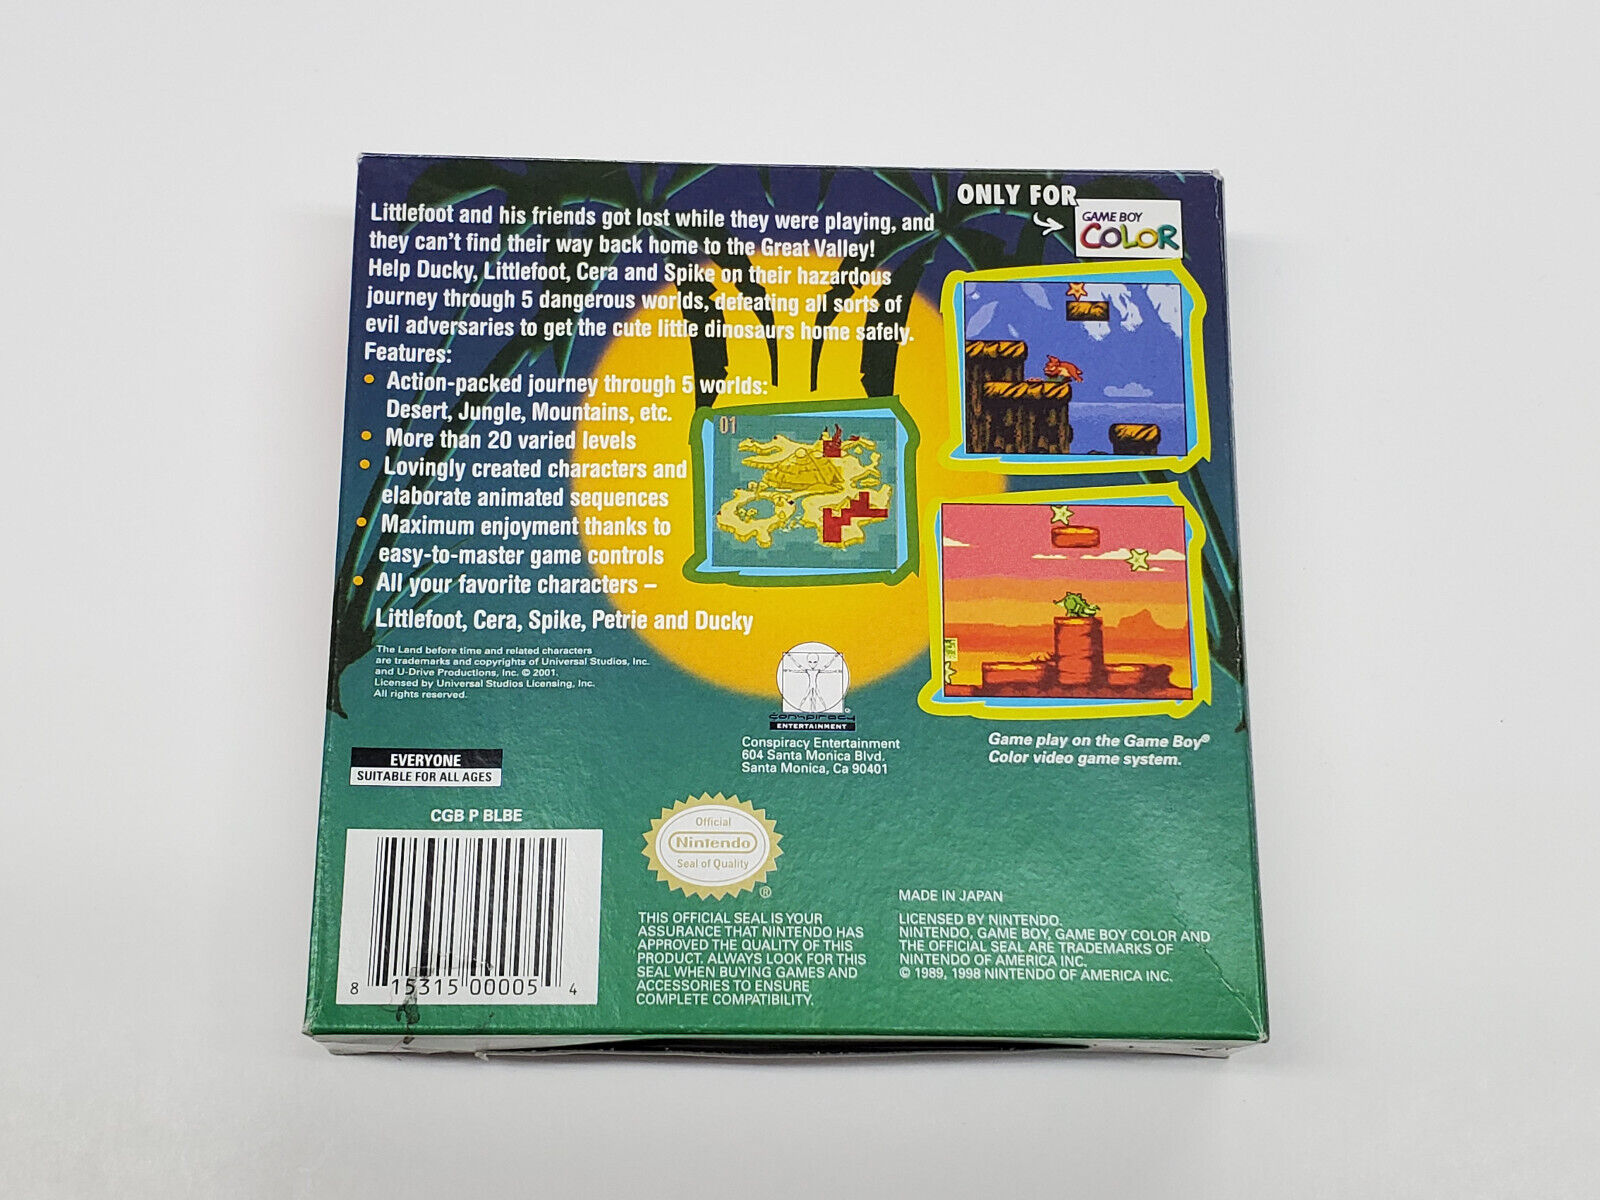 Littlefoot and his friends got lost while they were playing, and
they can't find their way back home to the Great Valley!
Help Ducky, Littlefoot, Cera and Spike on their hazardous
journey through 5 dangerous worlds, defeating all sorts of
evil adversaries to get the cute little dinosaurs home safely.
Features:
• Action-packed journey through 5 worlds:
Desert, Jungle, Mountains, etc.
• More than 20 varied levels
• Lovingly created characters and
elaborate animated sequences
• Maximum enjoyment thanks to
easy-to-master game controls
• All your favorite characters –
Littlefoot, Cera, Spike, Petrie and Ducky
ONLY FOR
GAME BOY
COLOR
01
The Land before time and related characters
are trademarks and copyrights of Universal Studios, Inc.
and U-Drive Productions, Inc. © 2001.
Licensed by Universal Studios Licensing, Inc.
All rights reserved.
conspiracy
ENTERTAINMENT
Conspiracy Entertainment
604 Santa Monica Blvd.
Santa Monica, Ca 90401
Game play on the Game Boy®
Color video game system.
EVERYONE
SUITABLE FOR ALL AGES
CGB P BLBE
8 15315 00005 4
Official
Nintendo
Seal of Quality
®
THIS OFFICIAL SEAL IS YOUR
ASSURANCE THAT NINTENDO HAS
APPROVED THE QUALITY OF THIS
PRODUCT. ALWAYS LOOK FOR THIS
SEAL WHEN BUYING GAMES AND
ACCESSORIES TO ENSURE
COMPLETE COMPATIBILITY.
MADE IN JAPAN
LICENSED BY NINTENDO.
NINTENDO, GAME BOY, GAME BOY COLOR AND
THE OFFICIAL SEAL ARE TRADEMARKS OF
NINTENDO OF AMERICA INC.
© 1989, 1998 NINTENDO OF AMERICA INC.